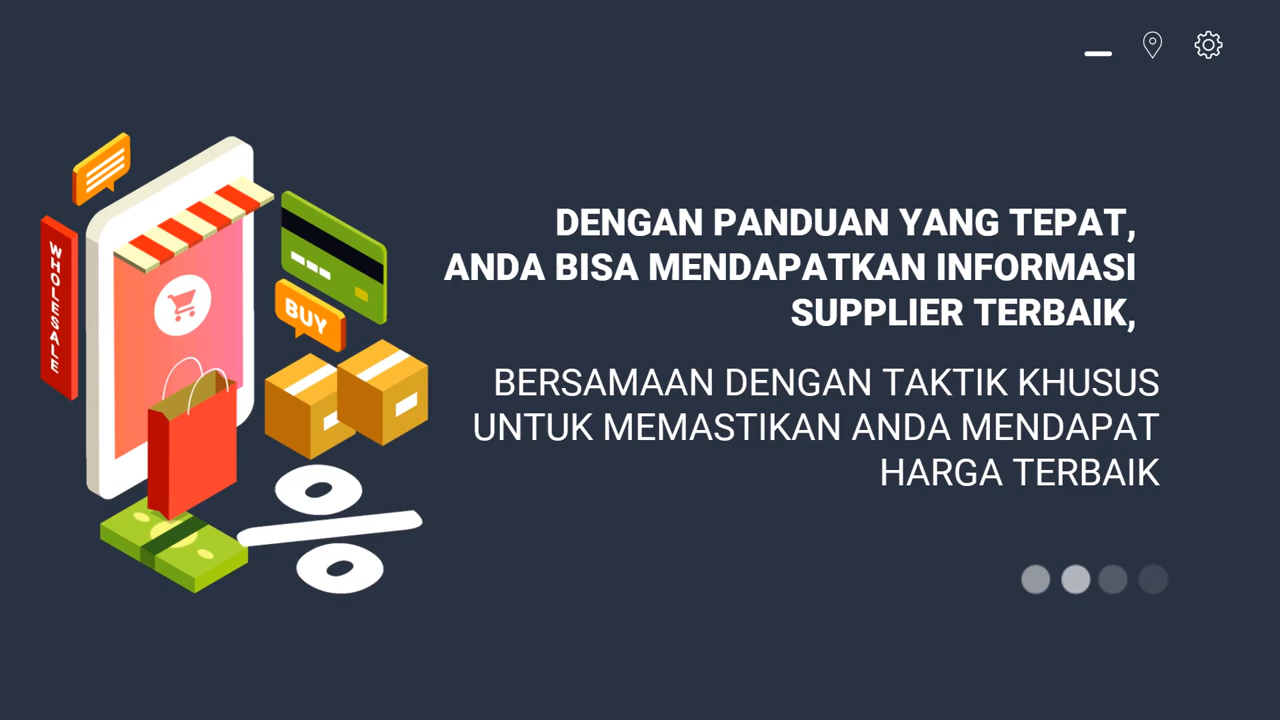 WHOLESALE
BUY
DENGAN PANDUAN YANG TEPAT,
ANDA BISA MENDAPATKAN INFORMASI
SUPPLIER TERBAIK,
BERSAMAAN DENGAN TAKTIK KHUSUS
UNTUK MEMASTIKAN ANDA MENDAPAT
HARGA TERBAIK